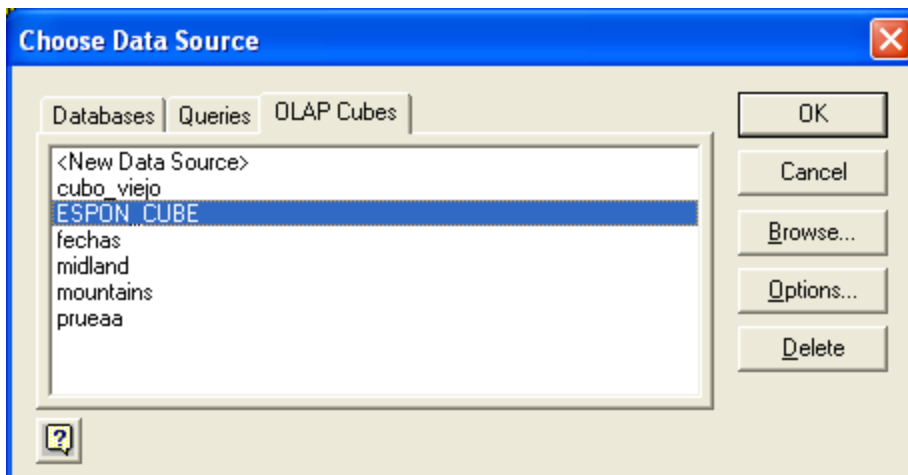 Choose Data Source
Databases Queries OLAP Cubes
<New Data Source>
cubo_viejo
ESPON_CUBE
fechas
midland
mountains
prueaa
OK
Cancel
Browse...
Options...
Delete
?